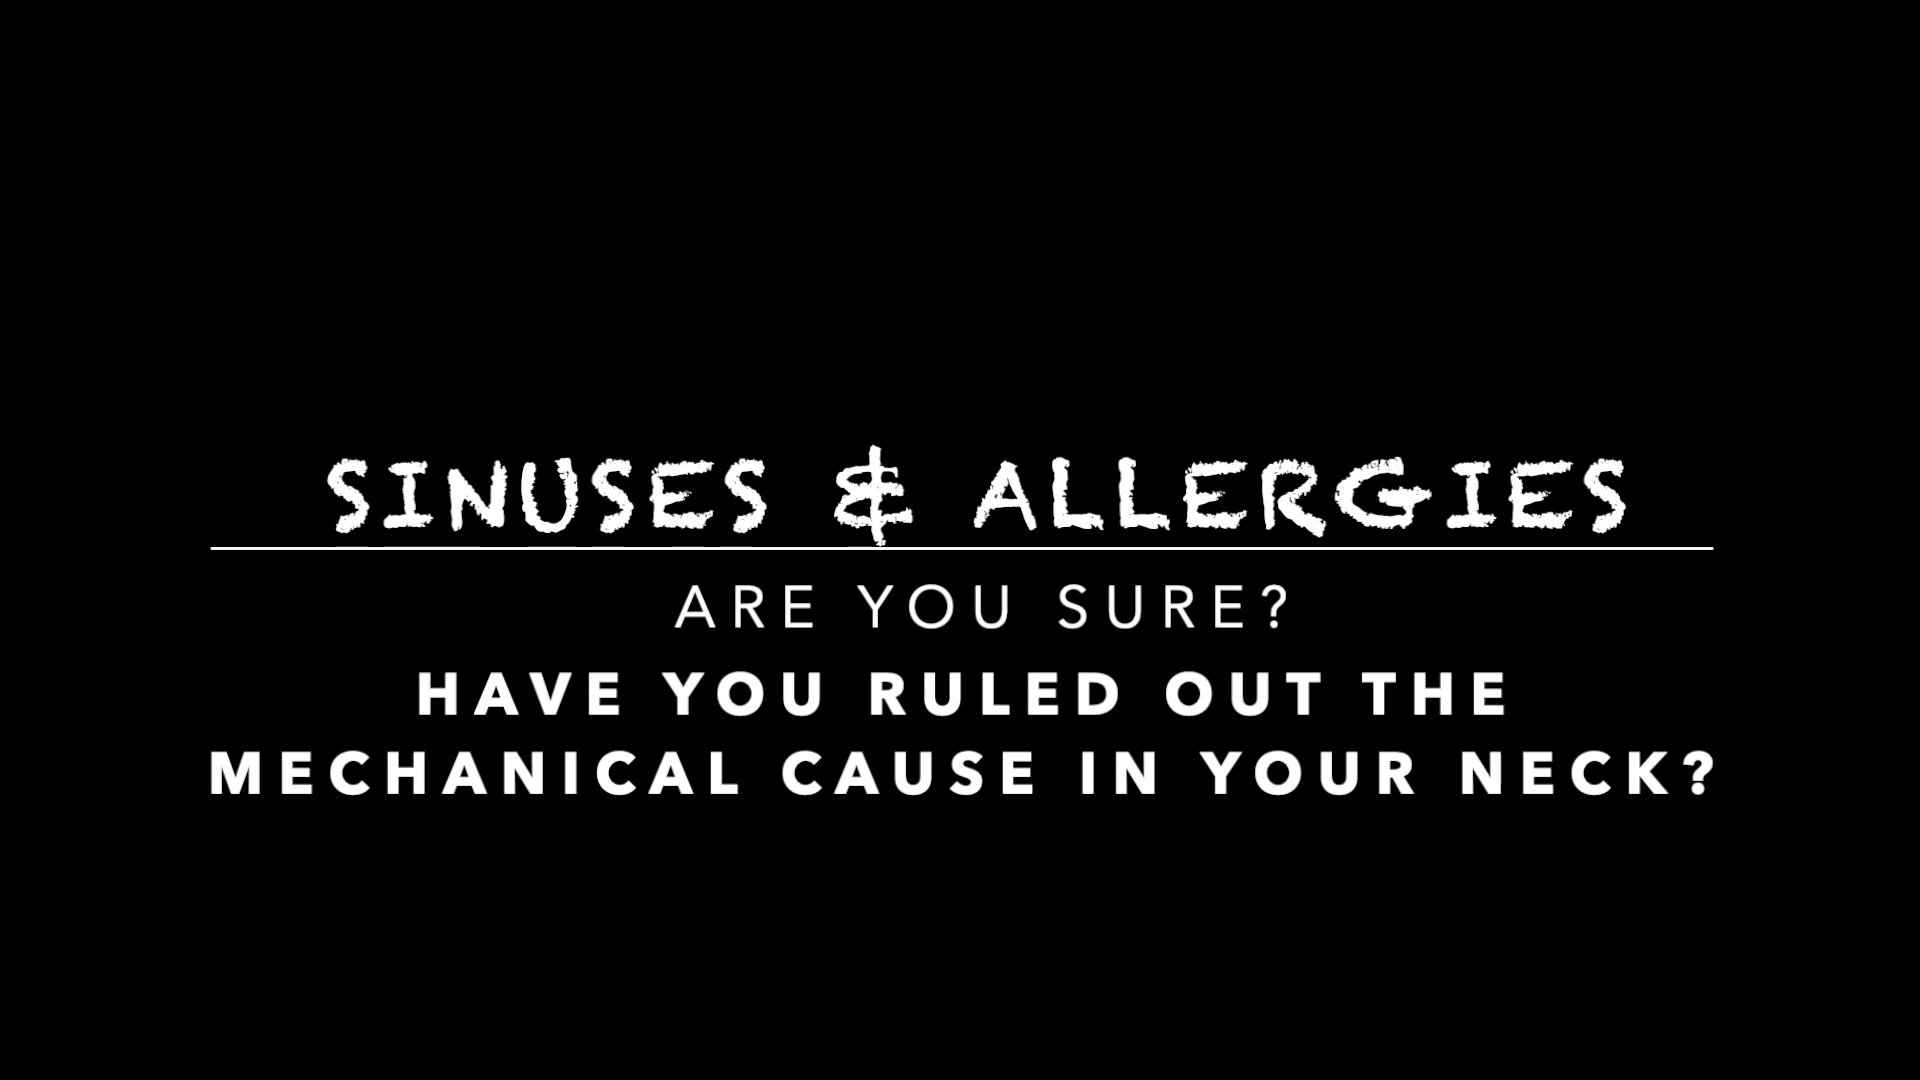 SINUSES & ALLERGIES
ARE YOU SURE?
HAVE YOU RULED OUT THE
MECHANICAL CAUSE IN YOUR NECK?